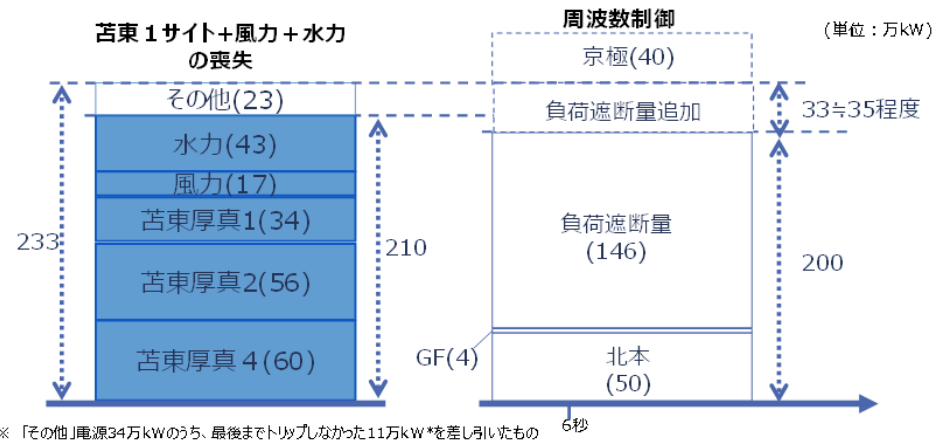 苫東１サイト+風力＋水力
の喪失
周波数制御
(単位：万kW)
京極(40)
その他(23)
負荷遮断量追加
33≒35程度
水力(43)
風力(17)
苫東厚真1(34)
233
210
負荷遮断量
(146)
200
苫東厚真2(56)
苫東厚真４(60)
GF(4)
北本
(50)
6秒
※ 「その他」電源34万kWのうち、最後までトリップしなかった11万kW*を差し引いたもの